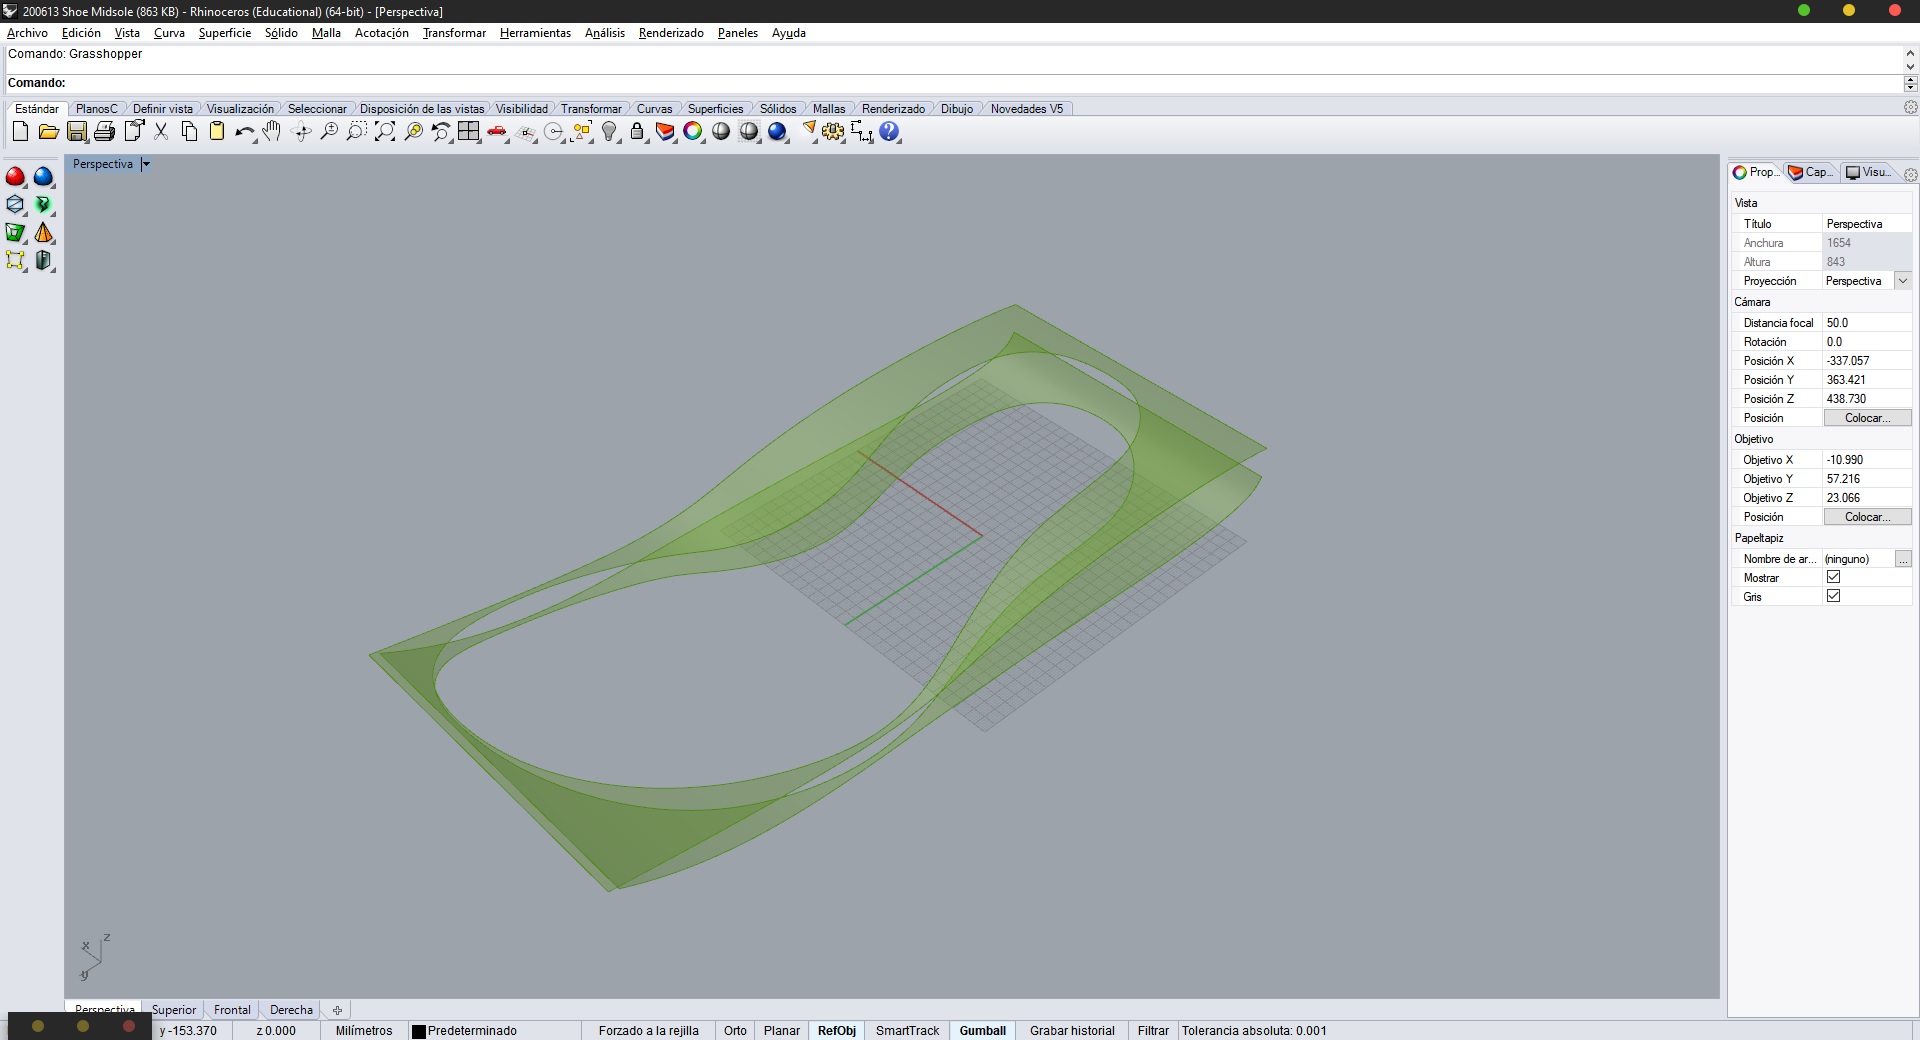 200613 Shoe Midsole (863 KB) - Rhinoceros (Educational) (64-bit) - [Perspectiva]
Archivo Edición Vista Curva Superficie Sólido Malla Acotación Transformar Herramientas Análisis Renderizado Paneles Ayuda
Comando: Grasshopper
Comando:
Estándar PlanosC Definir vista Visualización Seleccionar Disposición de las vistas Visibilidad Transformar Curvas Superficies Sólidos Mallas Renderizado Dibujo Novedades V5
Perspectiva
Prop... Cap... Visu...
Vista
Título Perspectiva
Anchura 1654
Altura 843
Proyección Perspectiva
Cámara
Distancia focal 50.0
Rotación 0.0
Posición X -337.057
Posición Y 363.421
Posición Z 438.730
Posición Colocar...
Objetivo
Objetivo X -10.990
Objetivo Y 57.216
Objetivo Z 23.066
Posición Colocar...
Papeltapiz
Nombre de ar... (ninguno) ...
Mostrar
Gris
z
x
y
Perspectiva Superior Frontal Derecha
y -153.370 z 0.000 Milímetros Predeterminado Forzado a la rejilla Orto Planar RefObj SmartTrack Gumball Grabar historial Filtrar Tolerancia absoluta: 0.001